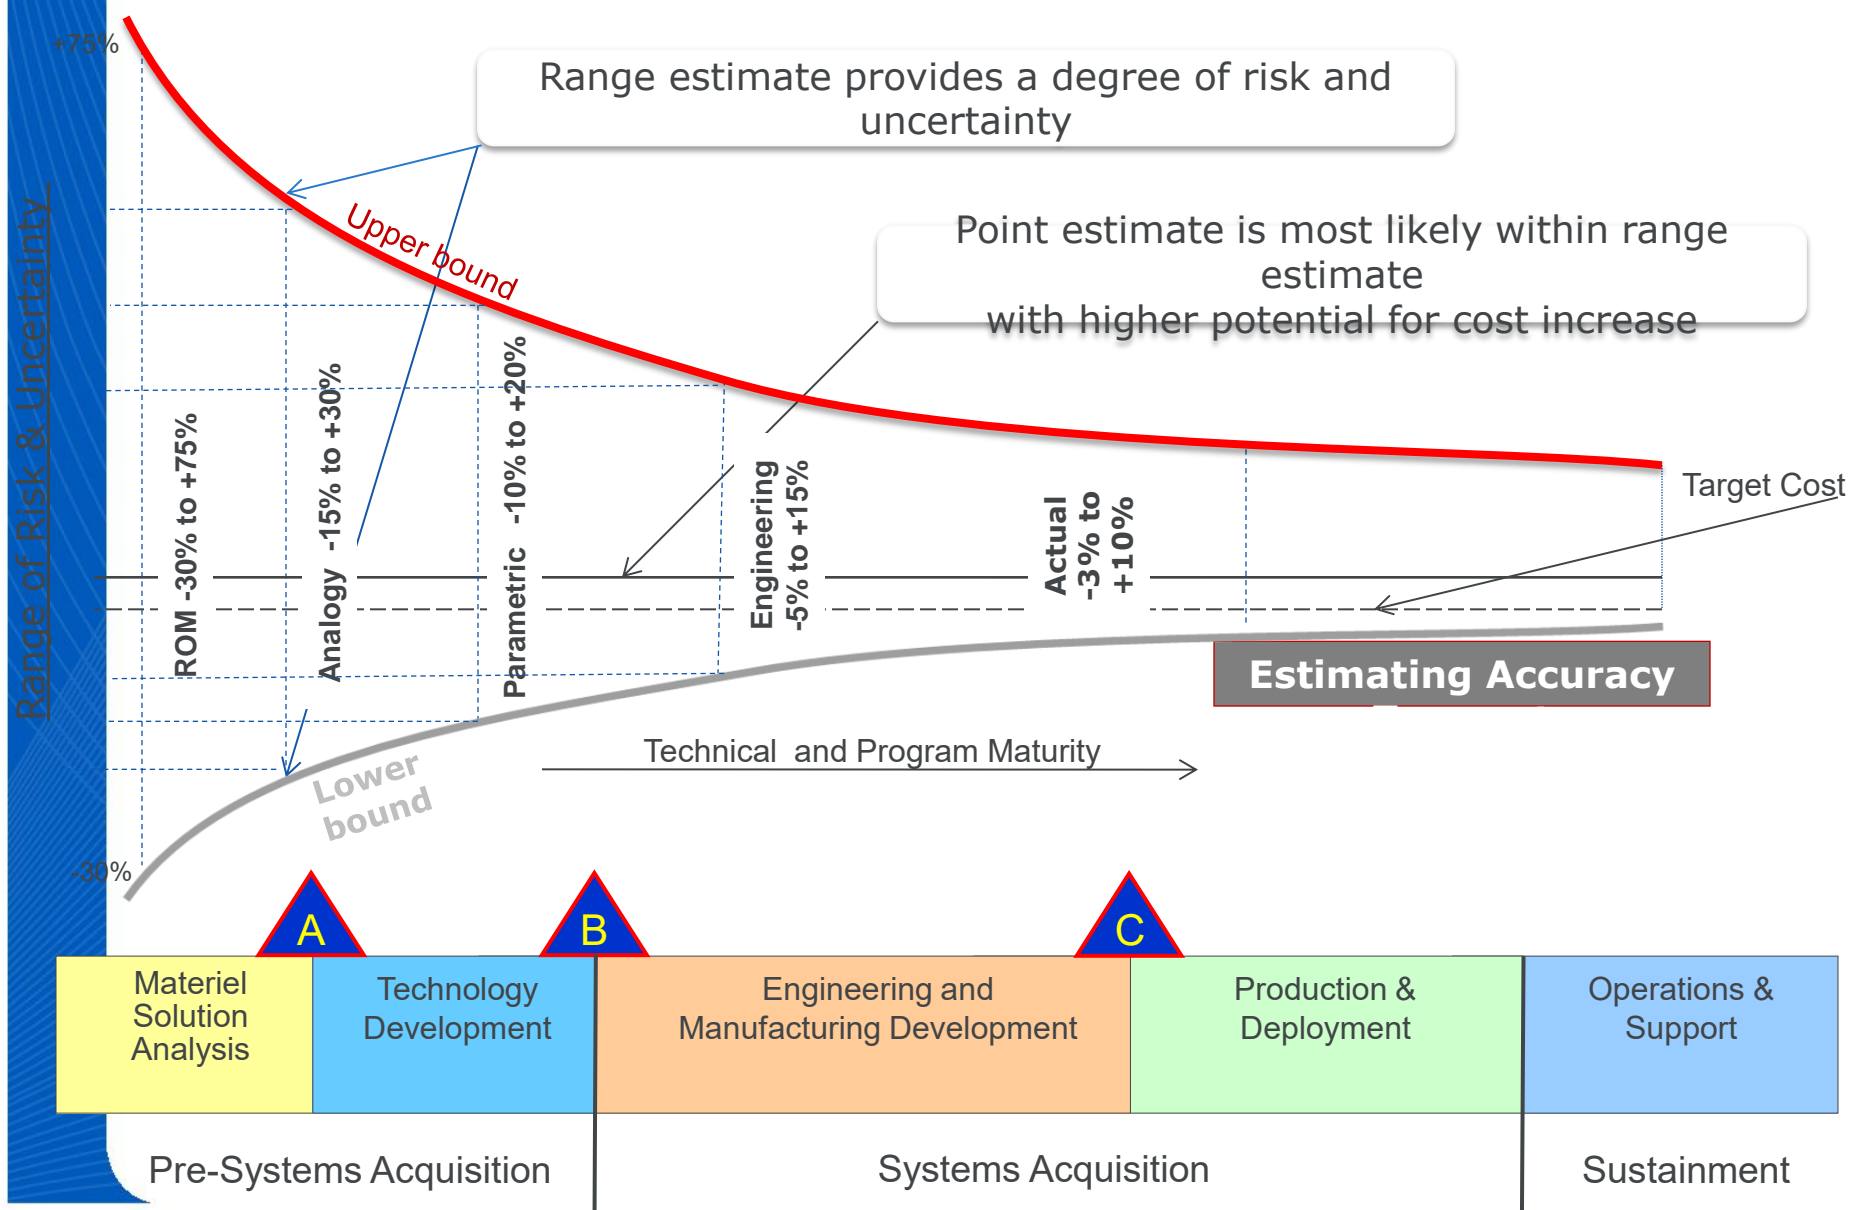 +75%
Range estimate provides a degree of risk and
uncertainty
Point estimate is most likely within range
estimate
with higher potential for cost increase
Upper bound
Range of Risk & Uncertainty
ROM -30% to +75%
Analogy -15% to +30%
Parametric -10% to +20%
Engineering
-5% to +15%
Actual
-3% to
+10%
Target Cost
Estimating Accuracy
Technical and Program Maturity
Lower
bound
-30%
A
B
C
Materiel
Solution
Analysis
Technology
Development
Engineering and
Manufacturing Development
Production &
Deployment
Operations &
Support
Pre-Systems Acquisition
Systems Acquisition
Sustainment